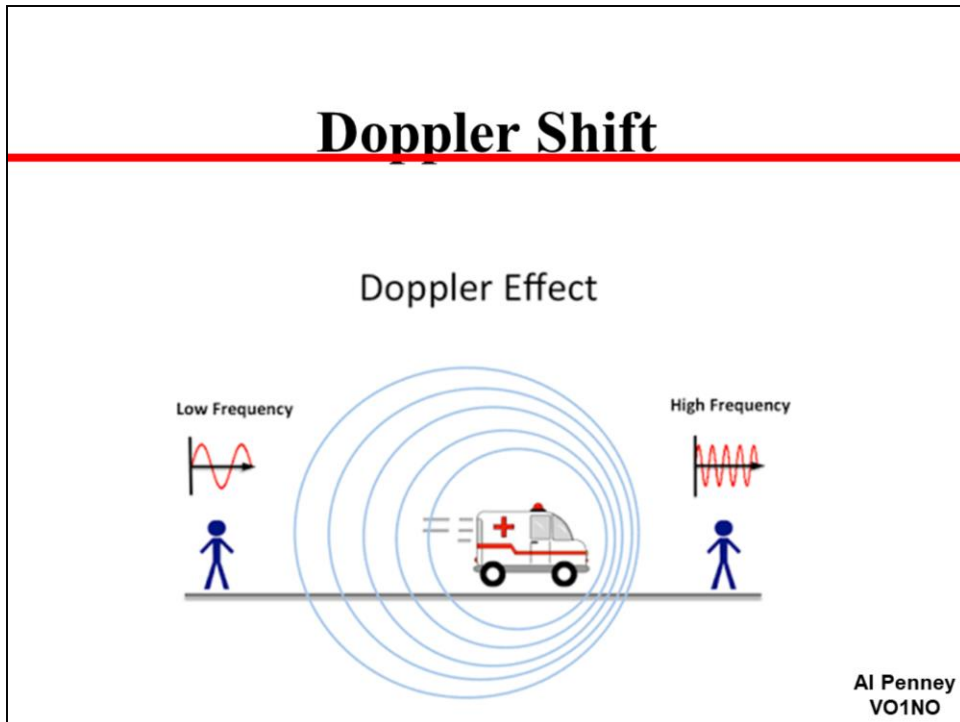 Doppler Shift
Doppler Effect
Low Frequency
High Frequency
Al Penney
VO1NO